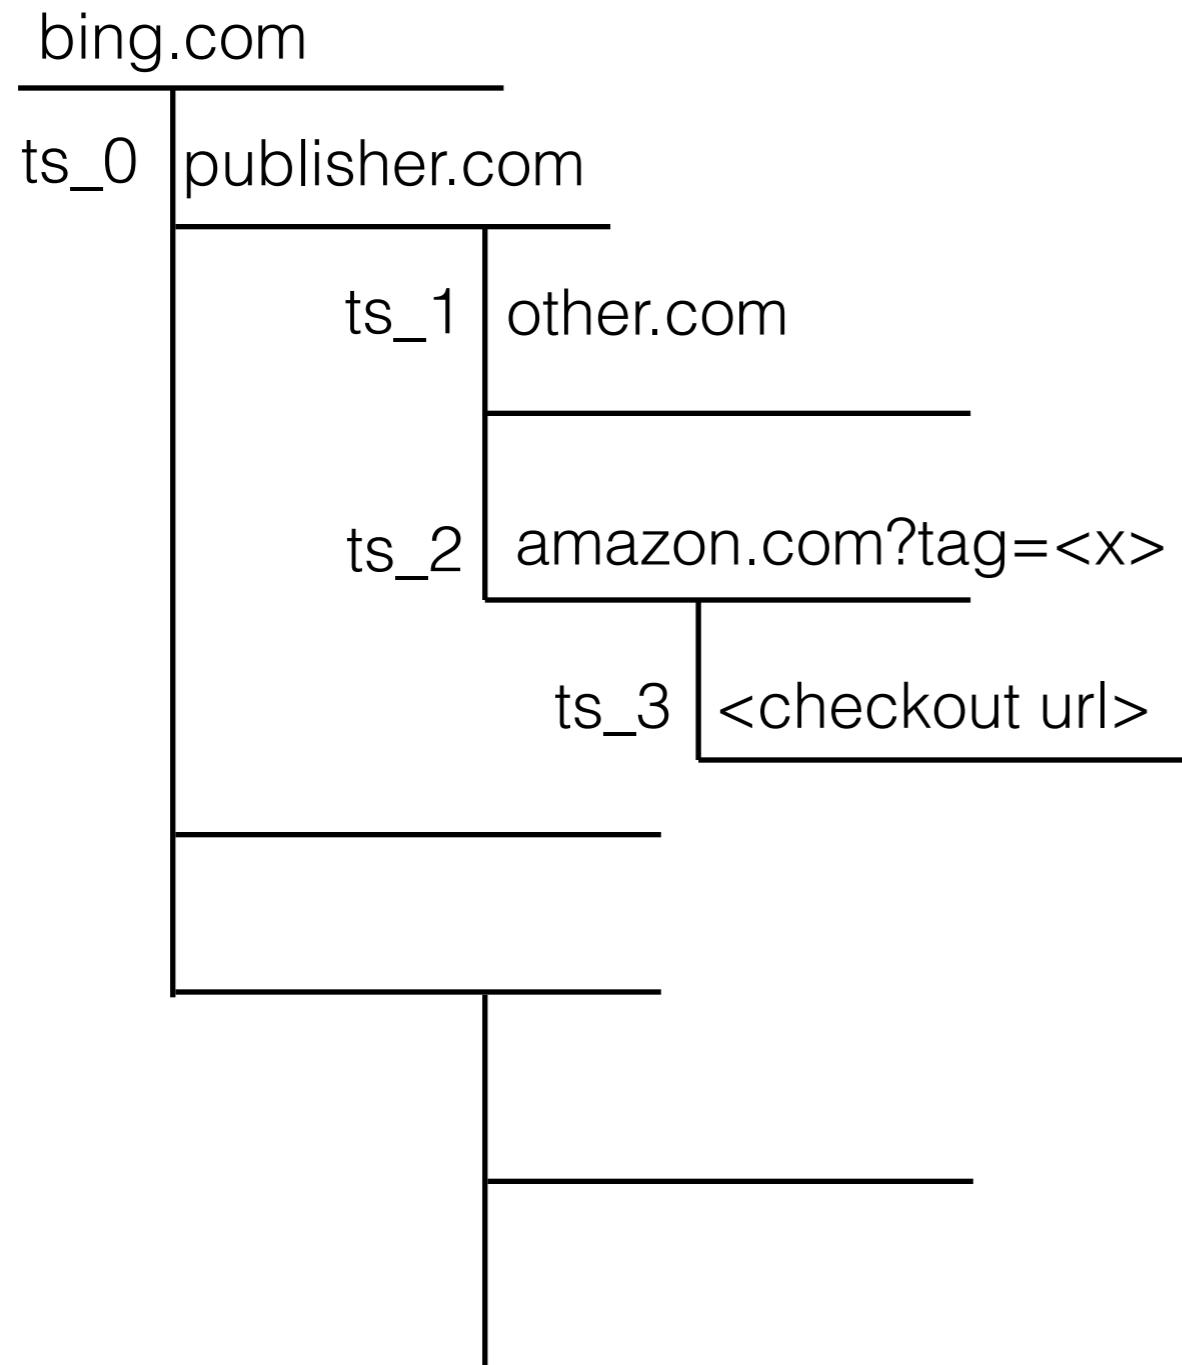 bing.com
ts_0 publisher.com
ts_1 other.com
ts_2 amazon.com?tag=<x>
ts_3 <checkout url>